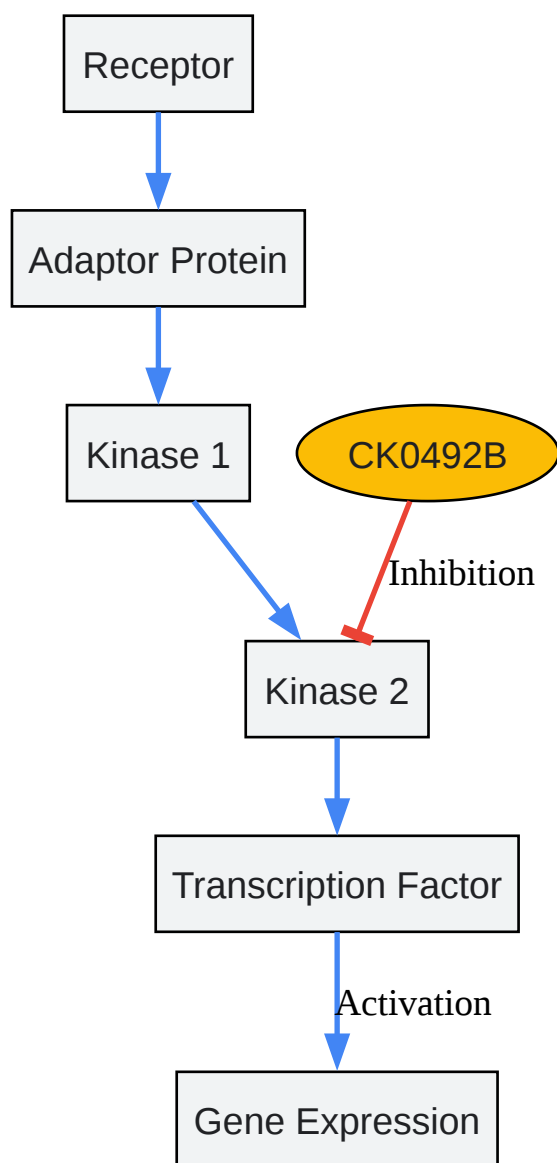 Receptor
Adaptor Protein
Kinase 1
CK0492B
Inhibition
Kinase 2
Transcription Factor
Activation
Gene Expression